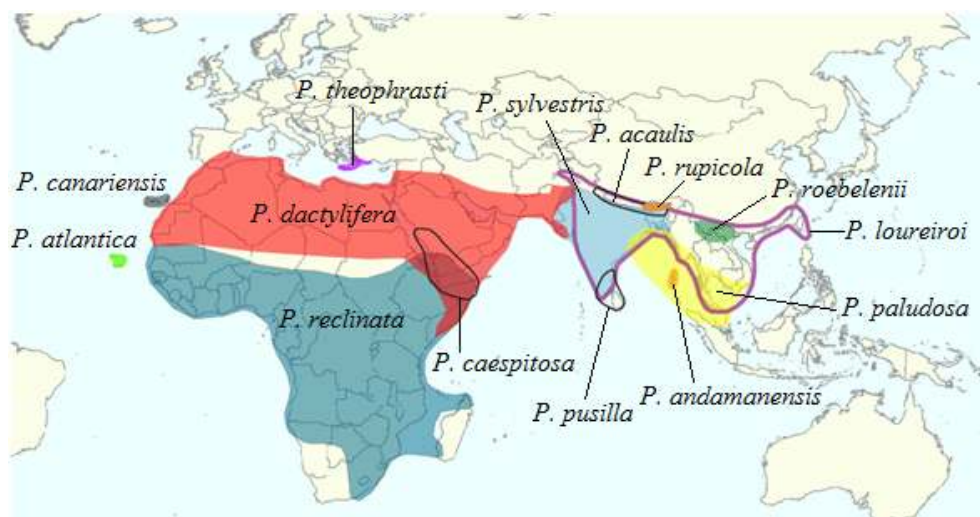 P. theophrasti
P. sylvestris
P. acaulis
P. rupicola
P. canariensis
P. roebelenii
P. dactylifera
P. atlantica
P. loureiroi
P. reclinata
P. paludosa
P. caespitosa
P. andamanensis
P. pusilla